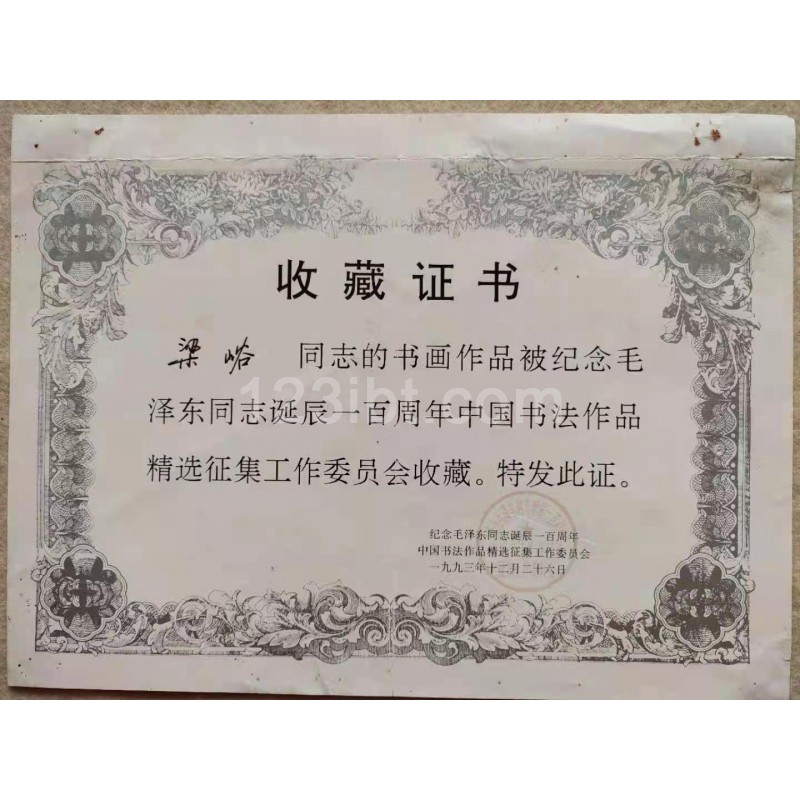 收藏证书
梁峪 同志的书画作品被纪念毛
泽东同志诞辰一百周年中国书法作品
精选征集工作委员会收藏。特发此证。
纪念毛泽东同志诞辰一百周年
中国书法作品精选征集工作委员会
一九九三年十二月二十六日
123ibt.com